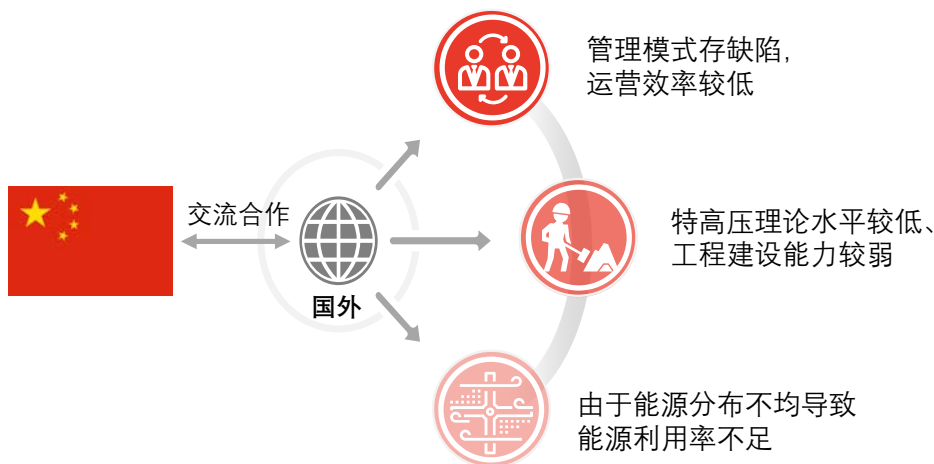 管理模式存缺陷，
运营效率较低
交流合作
国外
特高压理论水平较低、
工程建设能力较弱
由于能源分布不均导致
能源利用率不足